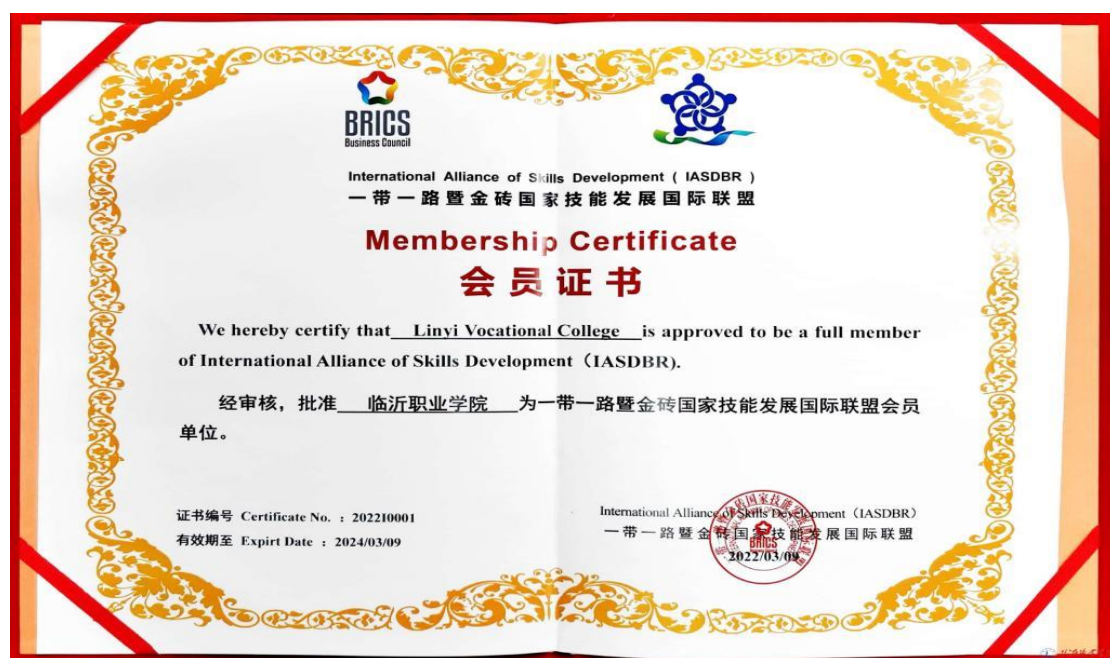 BRICS
Business Council
International Alliance of Skills Development ( IASDBR )
一带一路暨金砖国家技能发展国际联盟
Membership Certificate
会员证书
We hereby certify that Linyi Vocational College is approved to be a full member
of International Alliance of Skills Development（IASDBR).
经审核，批准 临沂职业学院 为一带一路暨金砖国家技能发展国际联盟会员
单位。
证书编号 Certificate No. : 202210001
有效期至 Expirt Date : 2024/03/09
International Alliance of Skills Development（IASDBR）
一带一路暨金砖国家技能发展国际联盟
BRICS
2022/03/09